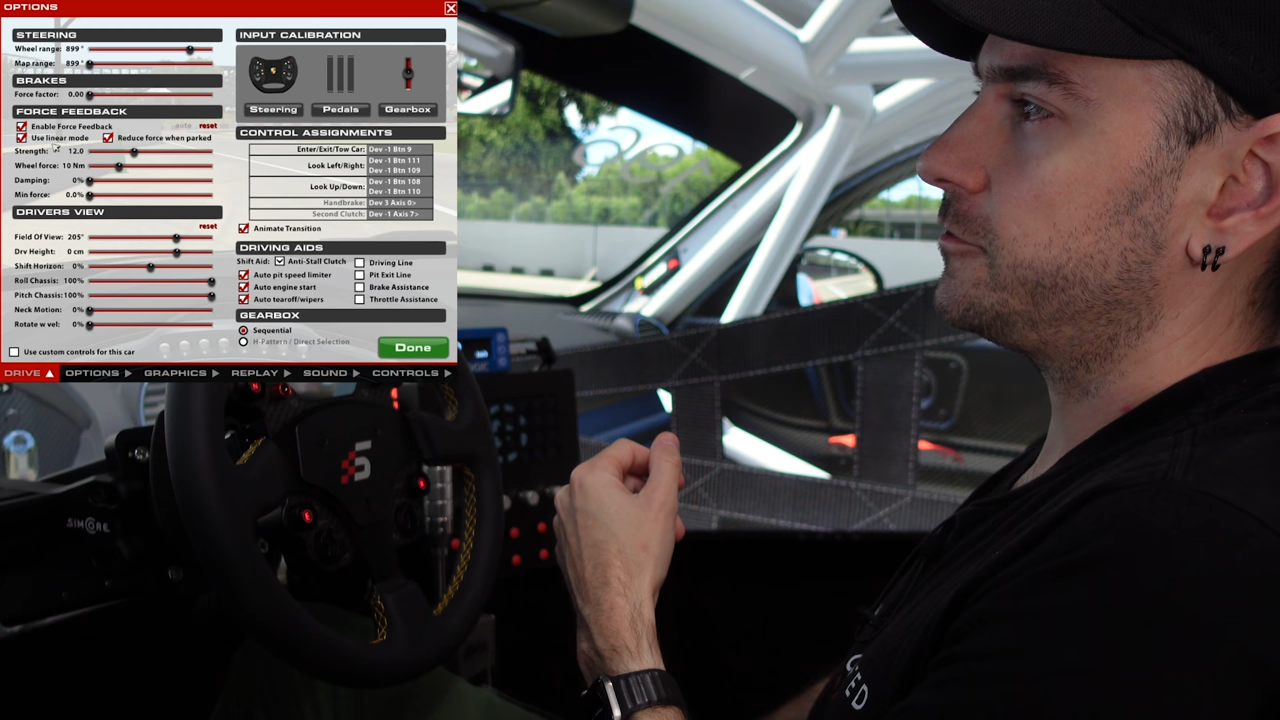 OPTIONS
STEERING
Wheel range: 899 °
Map range: 899 °
BRAKES
Force factor: 0.00
FORCE FEEDBACK
auto reset
Enable Force Feedback
Use linear mode Reduce force when parked
Strength: 12.0
Wheel force: 10 Nm
Damping: 0%
Min force: 0.0%
DRIVERS VIEW
reset
Field Of View: 205°
Drv Height: 0 cm
Shift Horizon: 0%
Roll Chassis: 100%
Pitch Chassis: 100%
Neck Motion: 0%
Rotate w vel: 0%
Use custom controls for this car
INPUT CALIBRATION
Steering Pedals Gearbox
CONTROL ASSIGNMENTS
Enter/Exit/Tow Car: Dev -1 Btn 9
Look Left/Right: Dev -1 Btn 111
Dev -1 Btn 109
Look Up/Down: Dev -1 Btn 108
Dev -1 Btn 110
Handbrake: Dev 3 Axis 0>
Second Clutch: Dev -1 Axis 7>
Animate Transition
DRIVING AIDS
Shift Aid: Anti-Stall Clutch Driving Line
Auto pit speed limiter Pit Exit Line
Auto engine start Brake Assistance
Auto tearoff/wipers Throttle Assistance
GEARBOX
Sequential
H-Pattern / Direct Selection
Done
DRIVE OPTIONS GRAPHICS REPLAY SOUND CONTROLS
N
E
SIMCORE